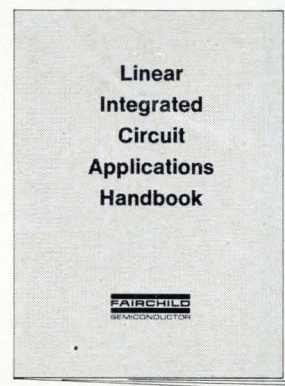 Linear
Integrated
Circuit
Applications
Handbook
FAIRCHILD
SEMICONDUCTOR